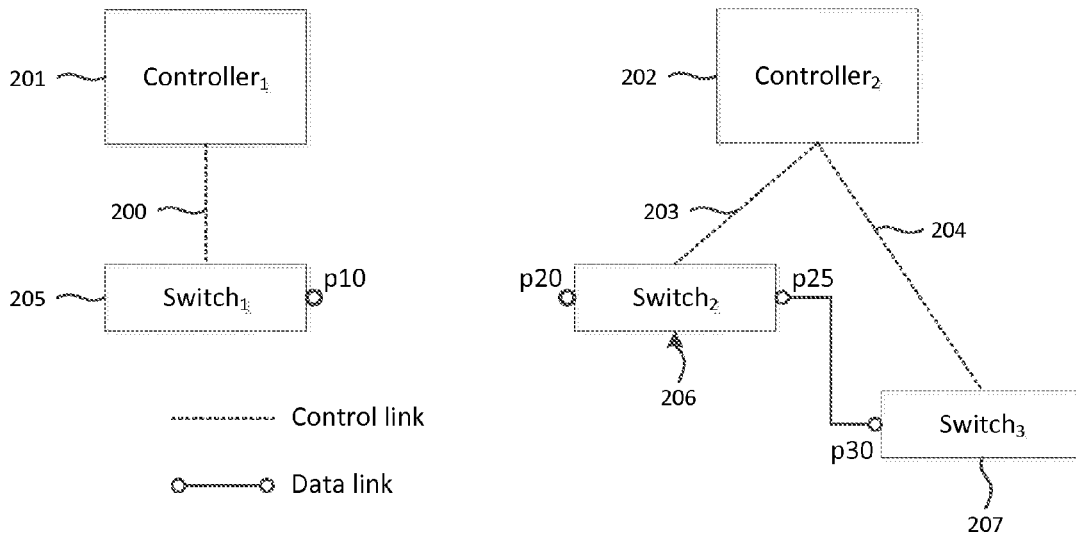 201
Controller₁
202
Controller₂
200
203
204
205
Switch₁
p10
p20
Switch₂
p25
206
Control link
p30
Switch₃
Data link
207